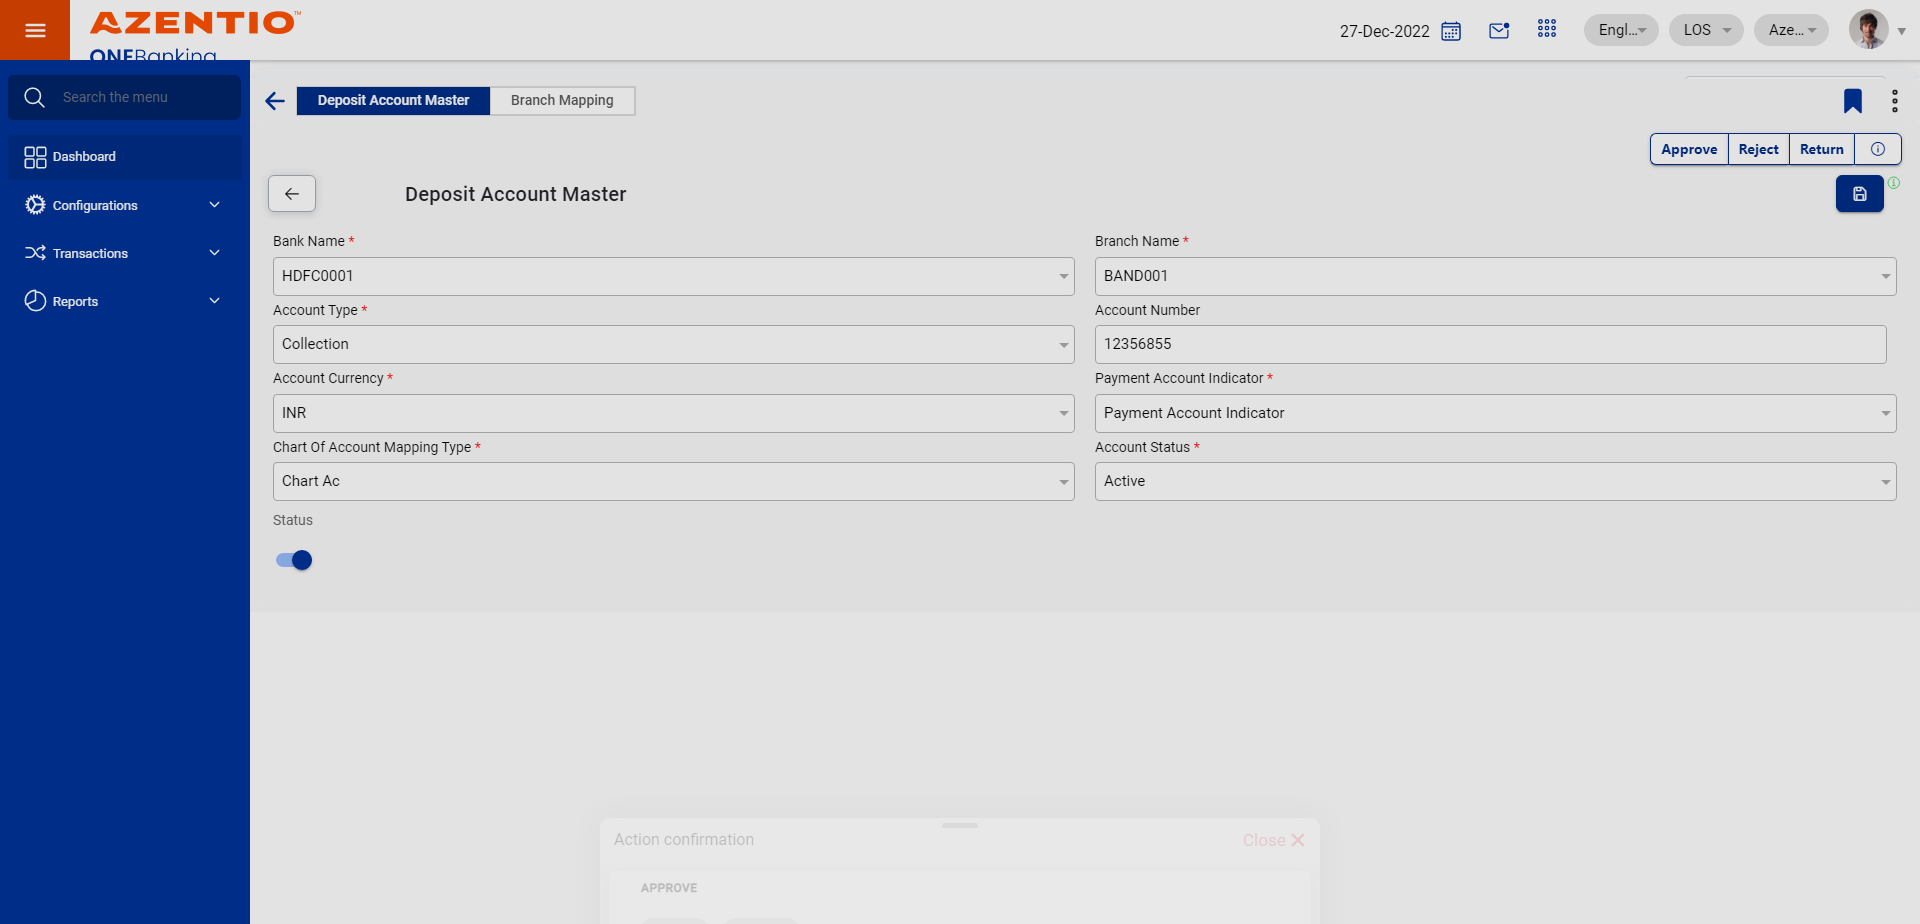 AZENTIO™
ONEBanking
27-Dec-2022
Engl...
LOS
Aze...
Search the menu
Dashboard
Configurations
Transactions
Reports
Deposit Account Master
Branch Mapping
Approve
Reject
Return
Deposit Account Master
Bank Name *
HDFC0001
Branch Name *
BAND001
Account Type *
Collection
Account Number
12356855
Account Currency *
INR
Payment Account Indicator *
Payment Account Indicator
Chart Of Account Mapping Type *
Chart Ac
Account Status *
Active
Status
Action confirmation
Close
APPROVE